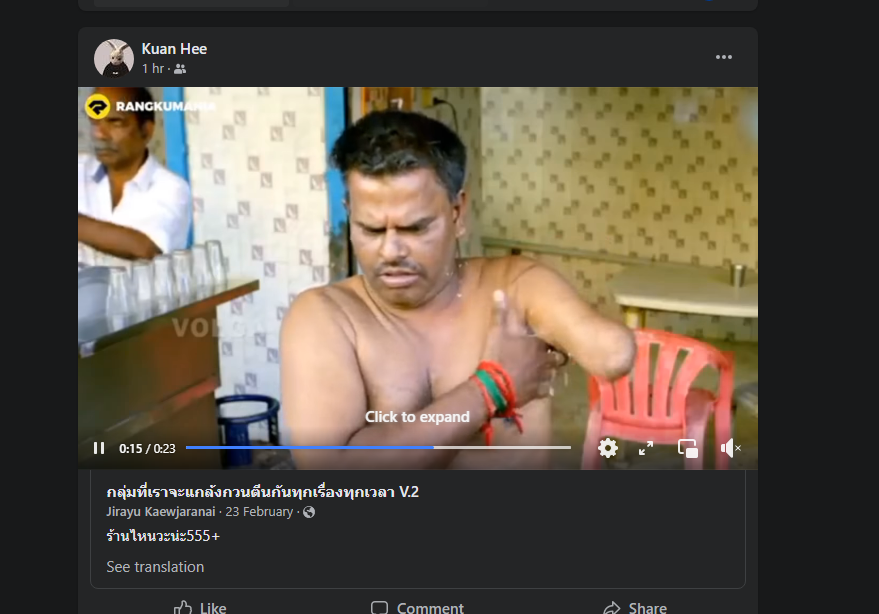 Kuan Hee
1 hr ·
RANGKUMANIA
Click to expand
0:15 / 0:23
กลุ่มที่เราจะแกล้งกวนตีนกันทุกเรื่องทุกเวลา V.2
Jirayu Kaewjaranai · 23 February ·
ร้านไหนวะน่ะ555+
See translation
Like
Comment
Share